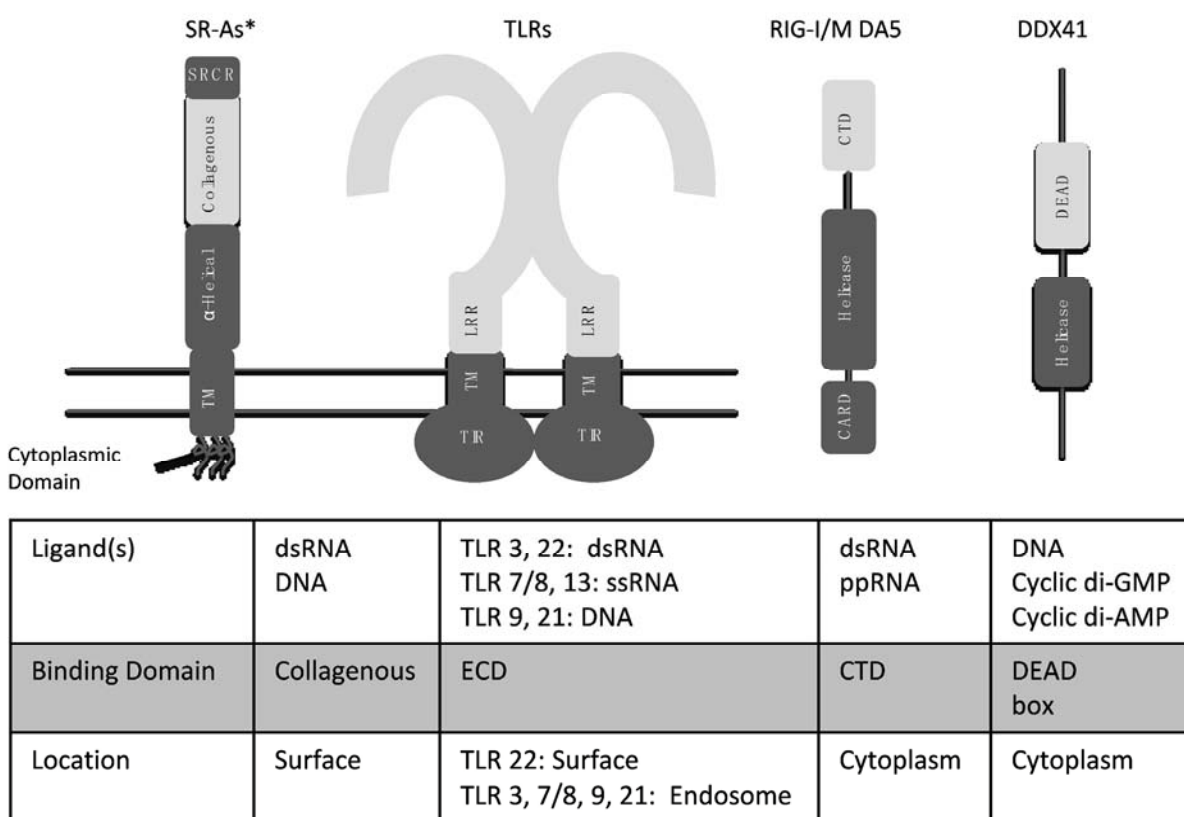 SR-As* TLRs RIG-I/M DA5 DDX41
SRCR
Collagenous
α-Helical
TM
Cytoplasmic
Domain
LRR LRR
TM TM
TIR TIR
CTD
Helicase
CARD
DEAD
Helicase
Ligand(s) dsRNA TLR 3, 22: dsRNA dsRNA DNA
DNA TLR 7/8, 13: ssRNA ppRNA Cyclic di-GMP
TLR 9, 21: DNA Cyclic di-AMP
Binding Domain Collagenous ECD CTD DEAD
box
Location Surface TLR 22: Surface Cytoplasm Cytoplasm
TLR 3, 7/8, 9, 21: Endosome